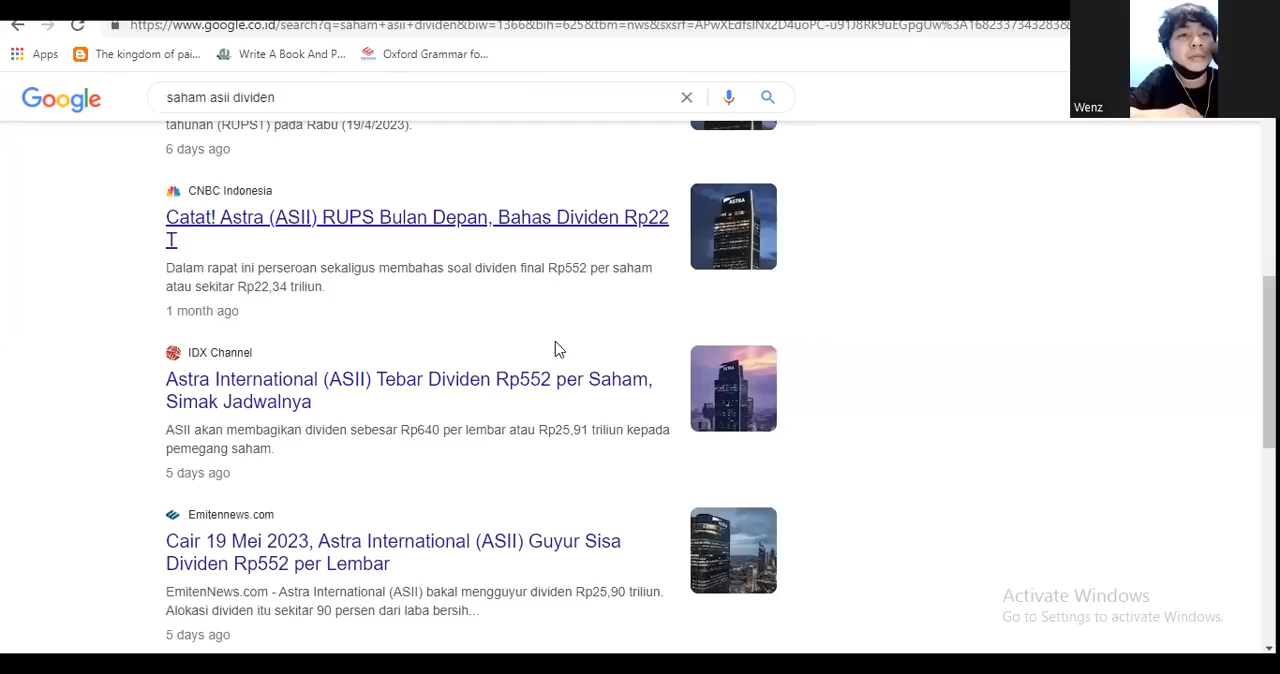 https://www.google.co.id/search?q=saham+asii+dividen&biw=1366&bih=625&tbm=nws&sxsrf=APwXEdfsINx2D4uoPC-u91J8Rk9uEGpgUw%3A1682337343283&
Apps The kingdom of pai... Write A Book And P... Oxford Grammar fo...
Wenz
Google saham asii dividen
tahunan (RUPST) pada Rabu (19/4/2023).
6 days ago
CNBC Indonesia
Catat! Astra (ASII) RUPS Bulan Depan, Bahas Dividen Rp22
T
Dalam rapat ini perseroan sekaligus membahas soal dividen final Rp552 per saham
atau sekitar Rp22,34 triliun.
1 month ago
ASTRA
IDX Channel
Astra International (ASII) Tebar Dividen Rp552 per Saham,
Simak Jadwalnya
ASII akan membagikan dividen sebesar Rp640 per lembar atau Rp25,91 triliun kepada
pemegang saham.
5 days ago
ASTRA
Emitennews.com
Cair 19 Mei 2023, Astra International (ASII) Guyur Sisa
Dividen Rp552 per Lembar
EmitenNews.com - Astra International (ASII) bakal mengguyur dividen Rp25,90 triliun.
Alokasi dividen itu sekitar 90 persen dari laba bersih...
5 days ago
Activate Windows
Go to Settings to activate Windows.